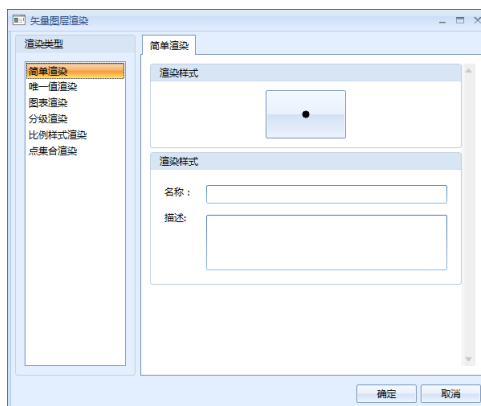 矢量图层渲染
渲染类型
简单渲染
唯一值渲染
图表渲染
分级渲染
比例样式渲染
点集合渲染
简单渲染
渲染样式
渲染样式
名称：
描述:
确定
取消